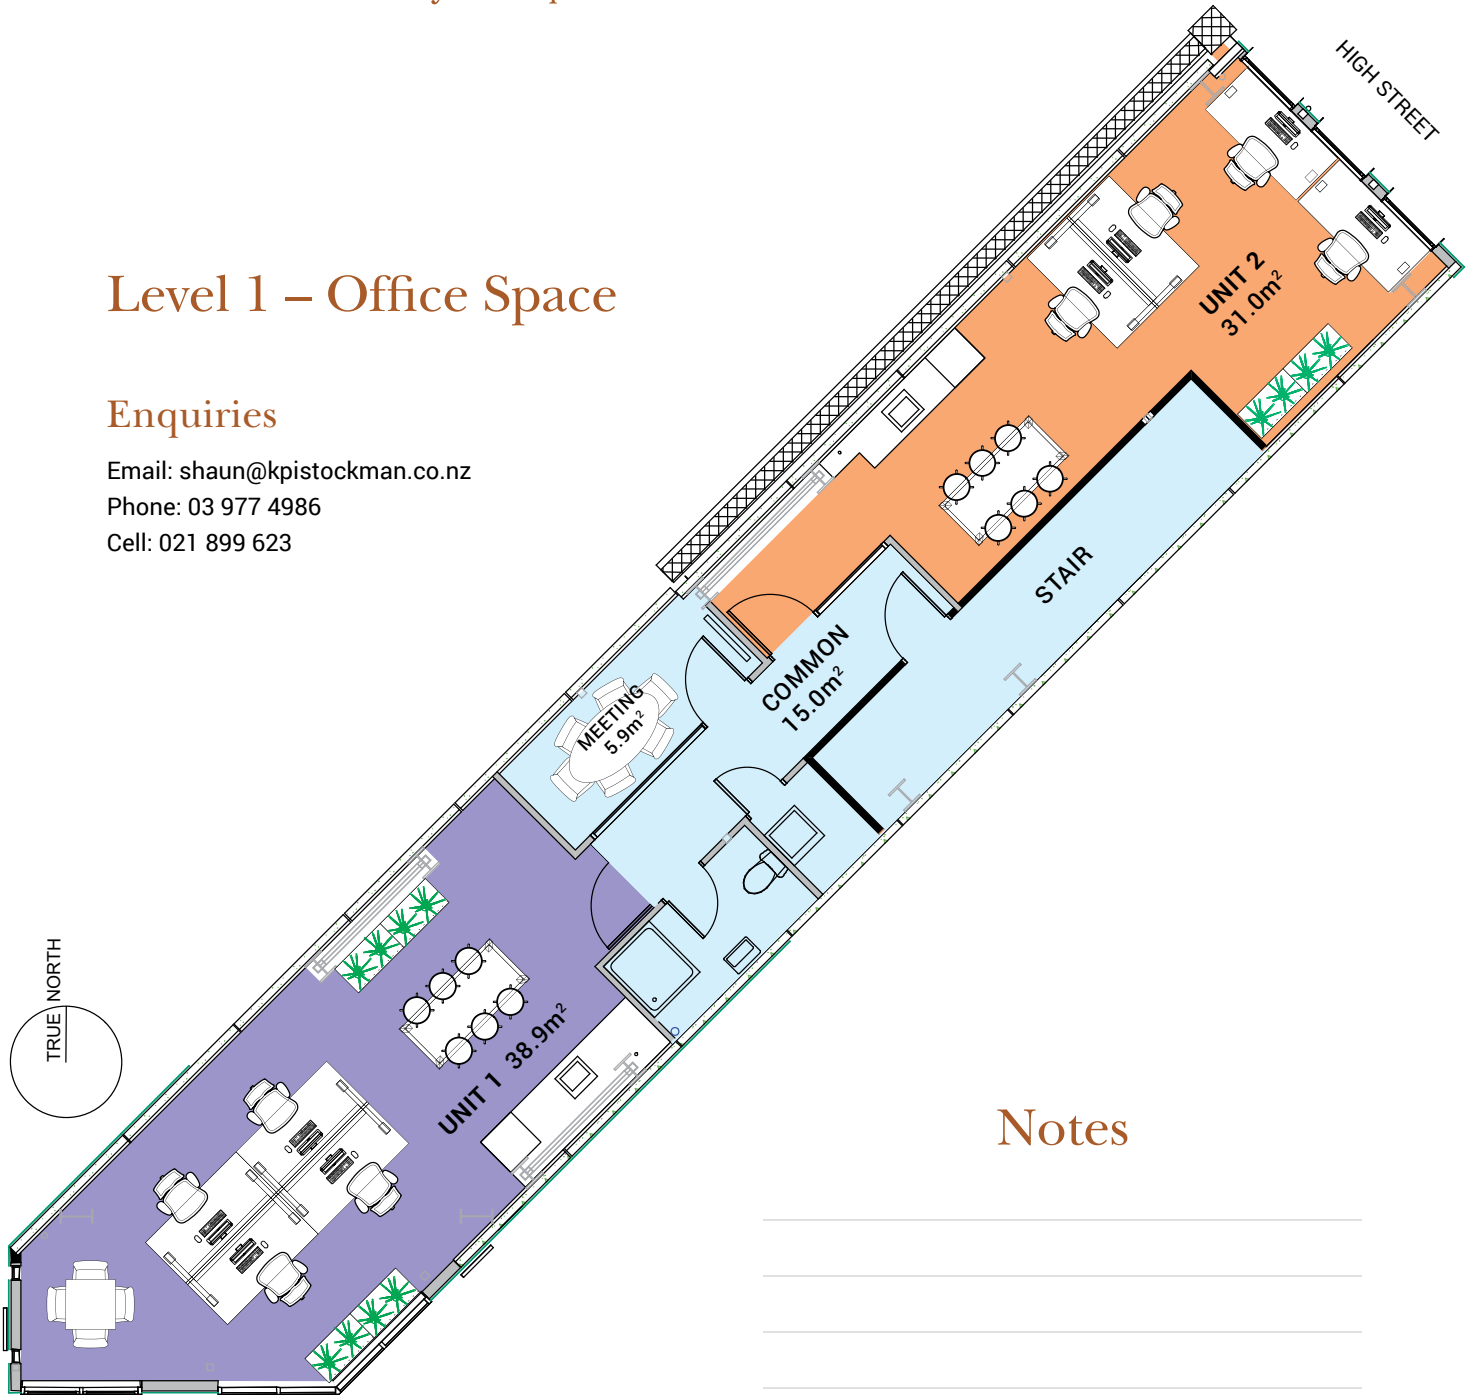 HIGH STREET
Level 1 – Office Space
Enquiries
Email: shaun@kpistockman.co.nz
Phone: 03 977 4986
Cell: 021 899 623
UNIT 2
31.0m²
STAIR
COMMON
15.0m²
MEETING
5.9m²
UNIT 1 38.9m²
TRUE NORTH
Notes